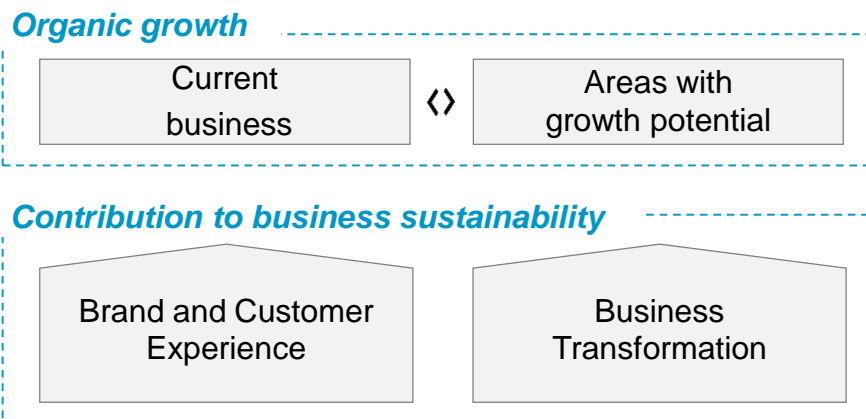 Organic growth
Current
business
Areas with
growth potential
Contribution to business sustainability
Brand and Customer
Experience
Business
Transformation